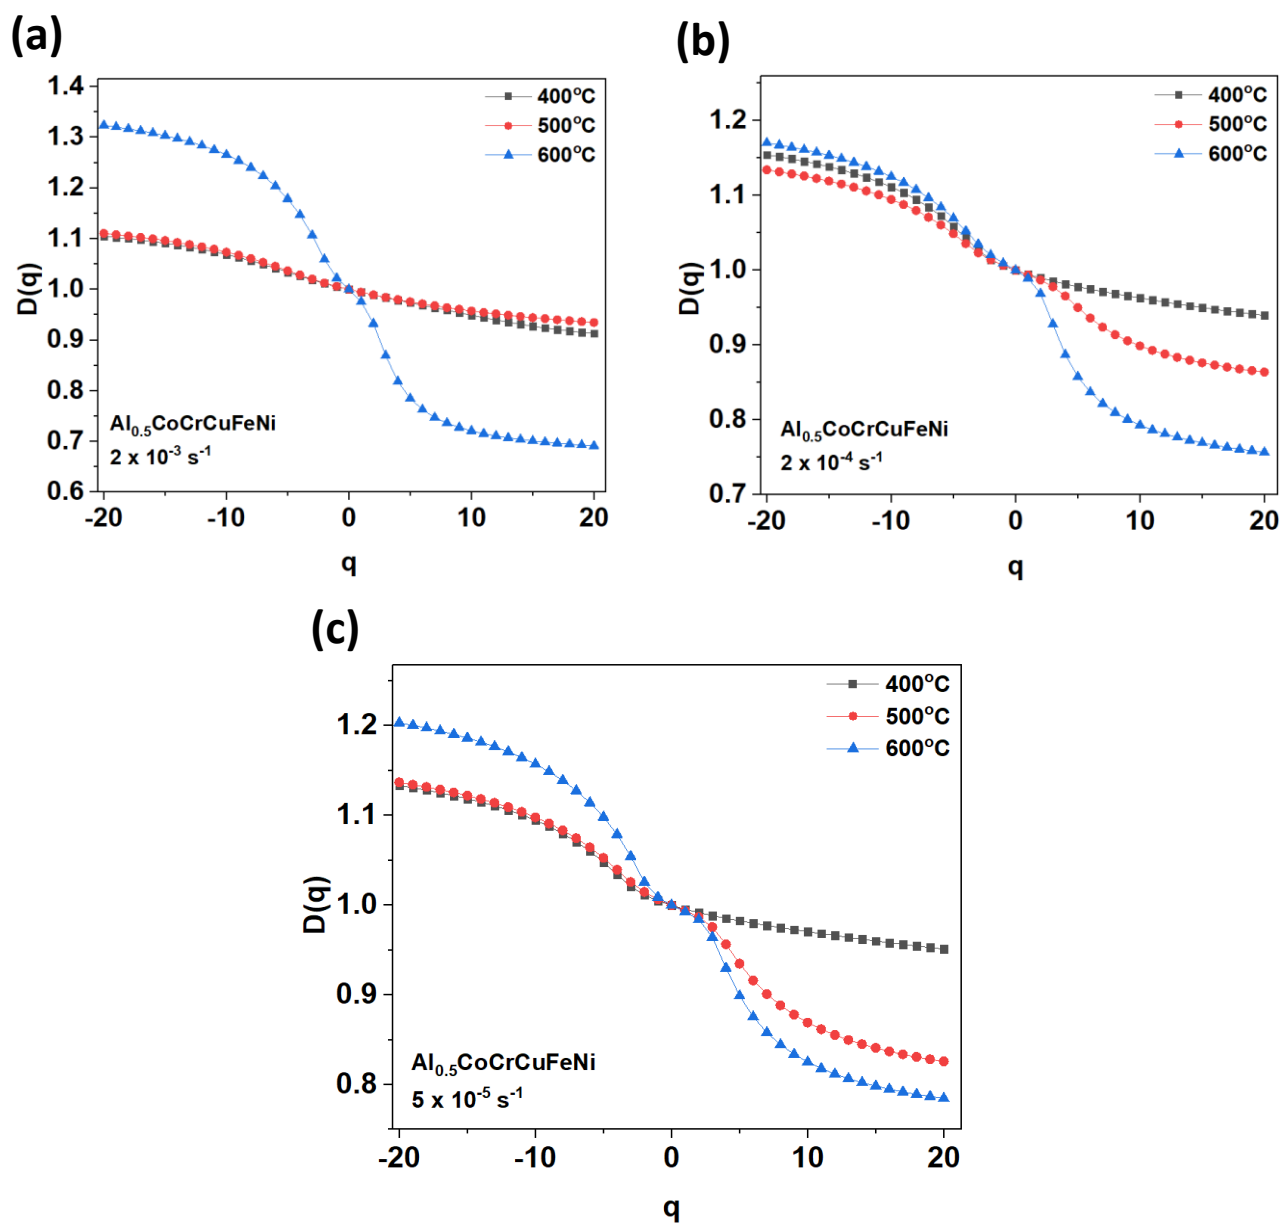 (a)
1.4
1.3
1.2
1.1
1.0
0.9
0.8
0.7
0.6
D(q)
400°C
500°C
600°C
Al0.5CoCrCuFeNi
2 x 10-3 s-1
-20 -10 0 10 20
q
(b)
1.2
1.1
1.0
0.9
0.8
0.7
D(q)
400°C
500°C
600°C
Al0.5CoCrCuFeNi
2 x 10-4 s-1
-20 -10 0 10 20
q
(c)
1.2
1.1
1.0
0.9
0.8
D(q)
400°C
500°C
600°C
Al0.5CoCrCuFeNi
5 x 10-5 s-1
-20 -10 0 10 20
q